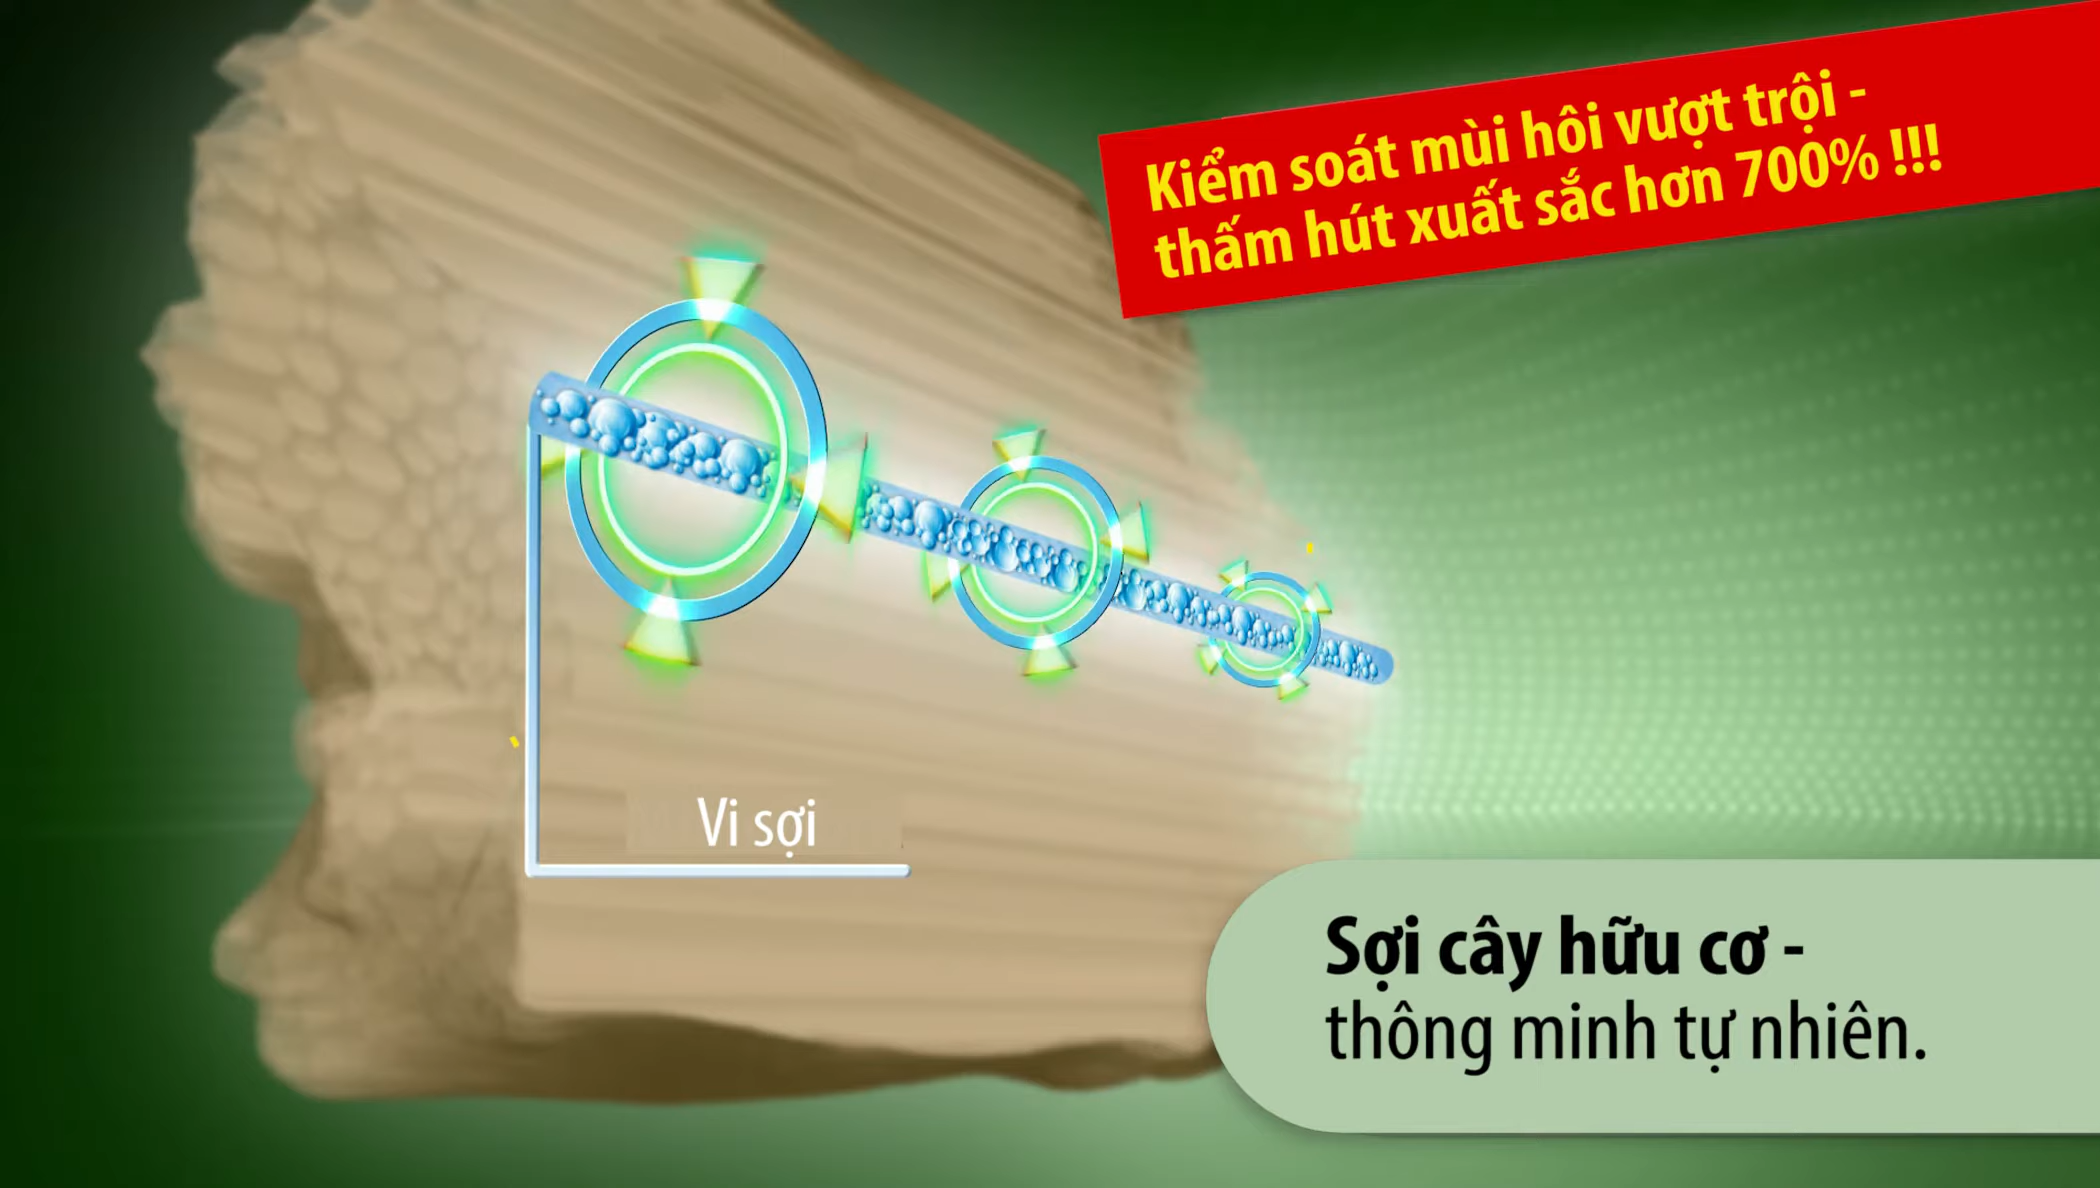 Kiểm soát mùi hôi vượt trội -
thấm hút xuất sắc hơn 700% !!!
Vi sợi
Sợi cây hữu cơ -
thông minh tự nhiên.